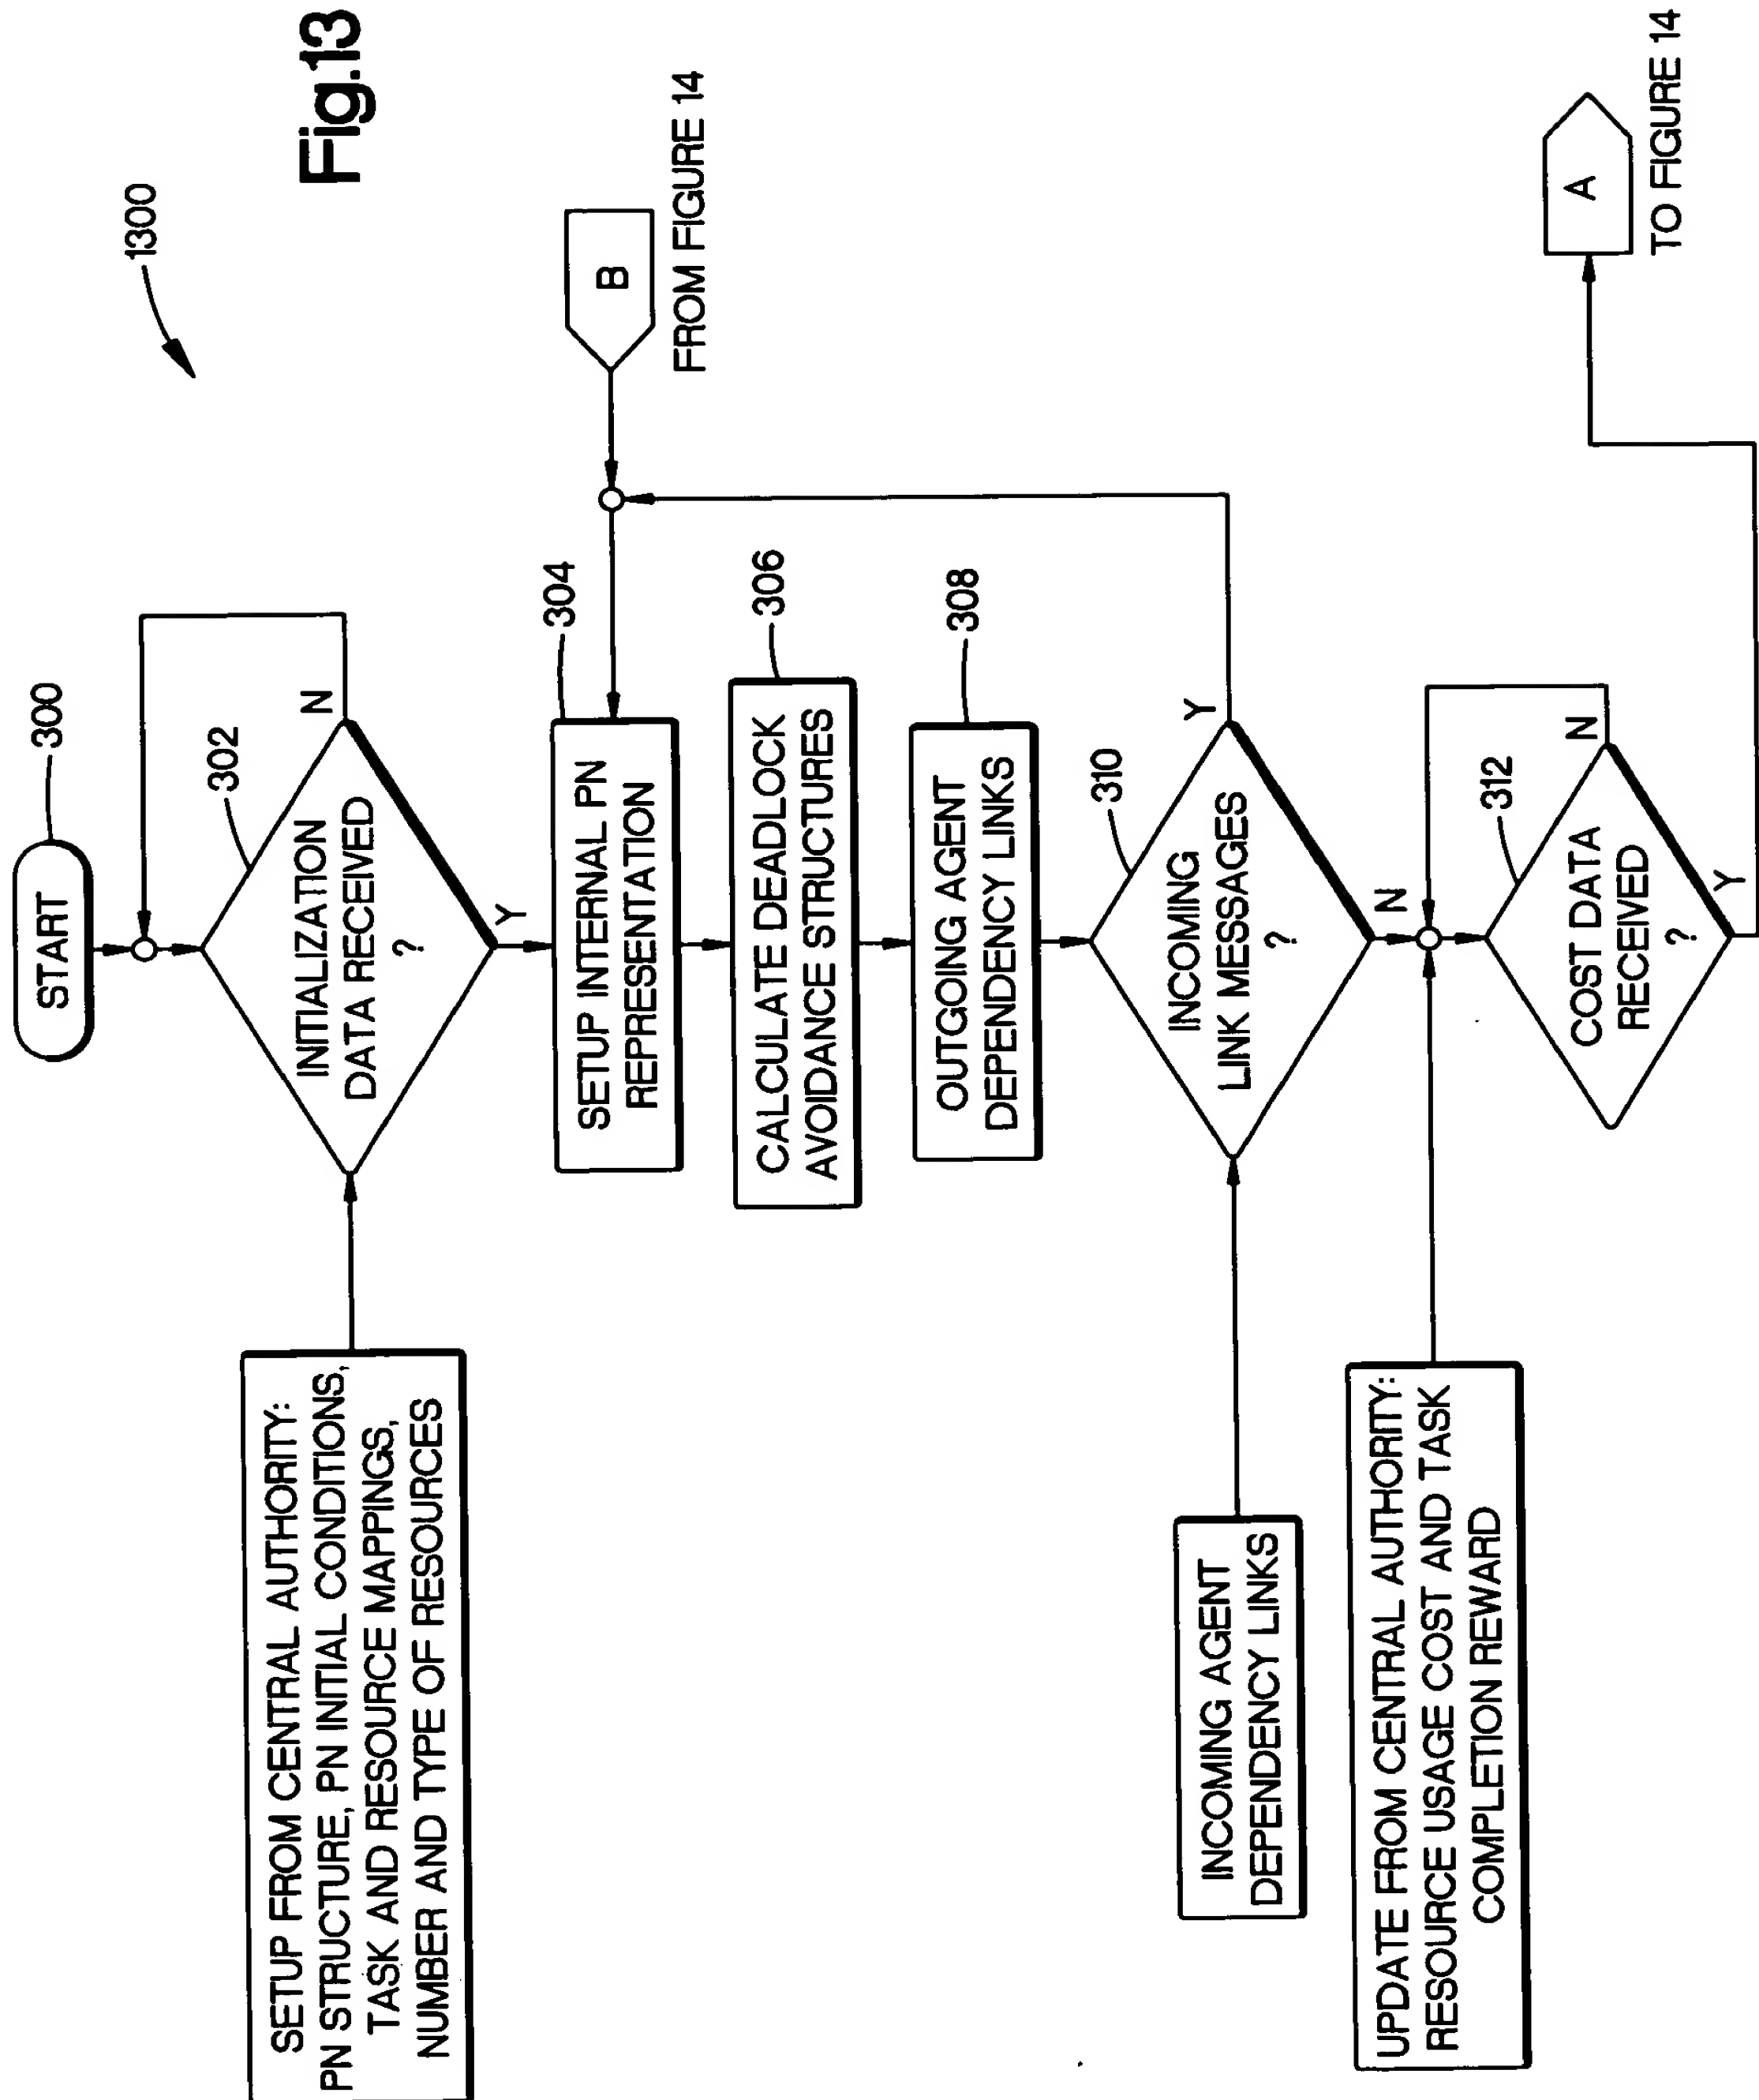 Fig.13
1300
START
300
302
INITIALIZATION
DATA RECEIVED
?
N
Y
SETUP FROM CENTRAL AUTHORITY:
PN STRUCTURE, PN INITIAL CONDITIONS,
TASK AND RESOURCE MAPPINGS,
NUMBER AND TYPE OF RESOURCES
304
SETUP INTERNAL PN
REPRESENTATION
B
FROM FIGURE 14
306
CALCULATE DEADLOCK
AVOIDANCE STRUCTURES
308
OUTGOING AGENT
DEPENDENCY LINKS
310
INCOMING
LINK MESSAGES
?
Y
N
INCOMING AGENT
DEPENDENCY LINKS
UPDATE FROM CENTRAL AUTHORITY:
RESOURCE USAGE COST AND TASK
COMPLETION REWARD
312
COST DATA
RECEIVED
?
N
Y
A
TO FIGURE 14